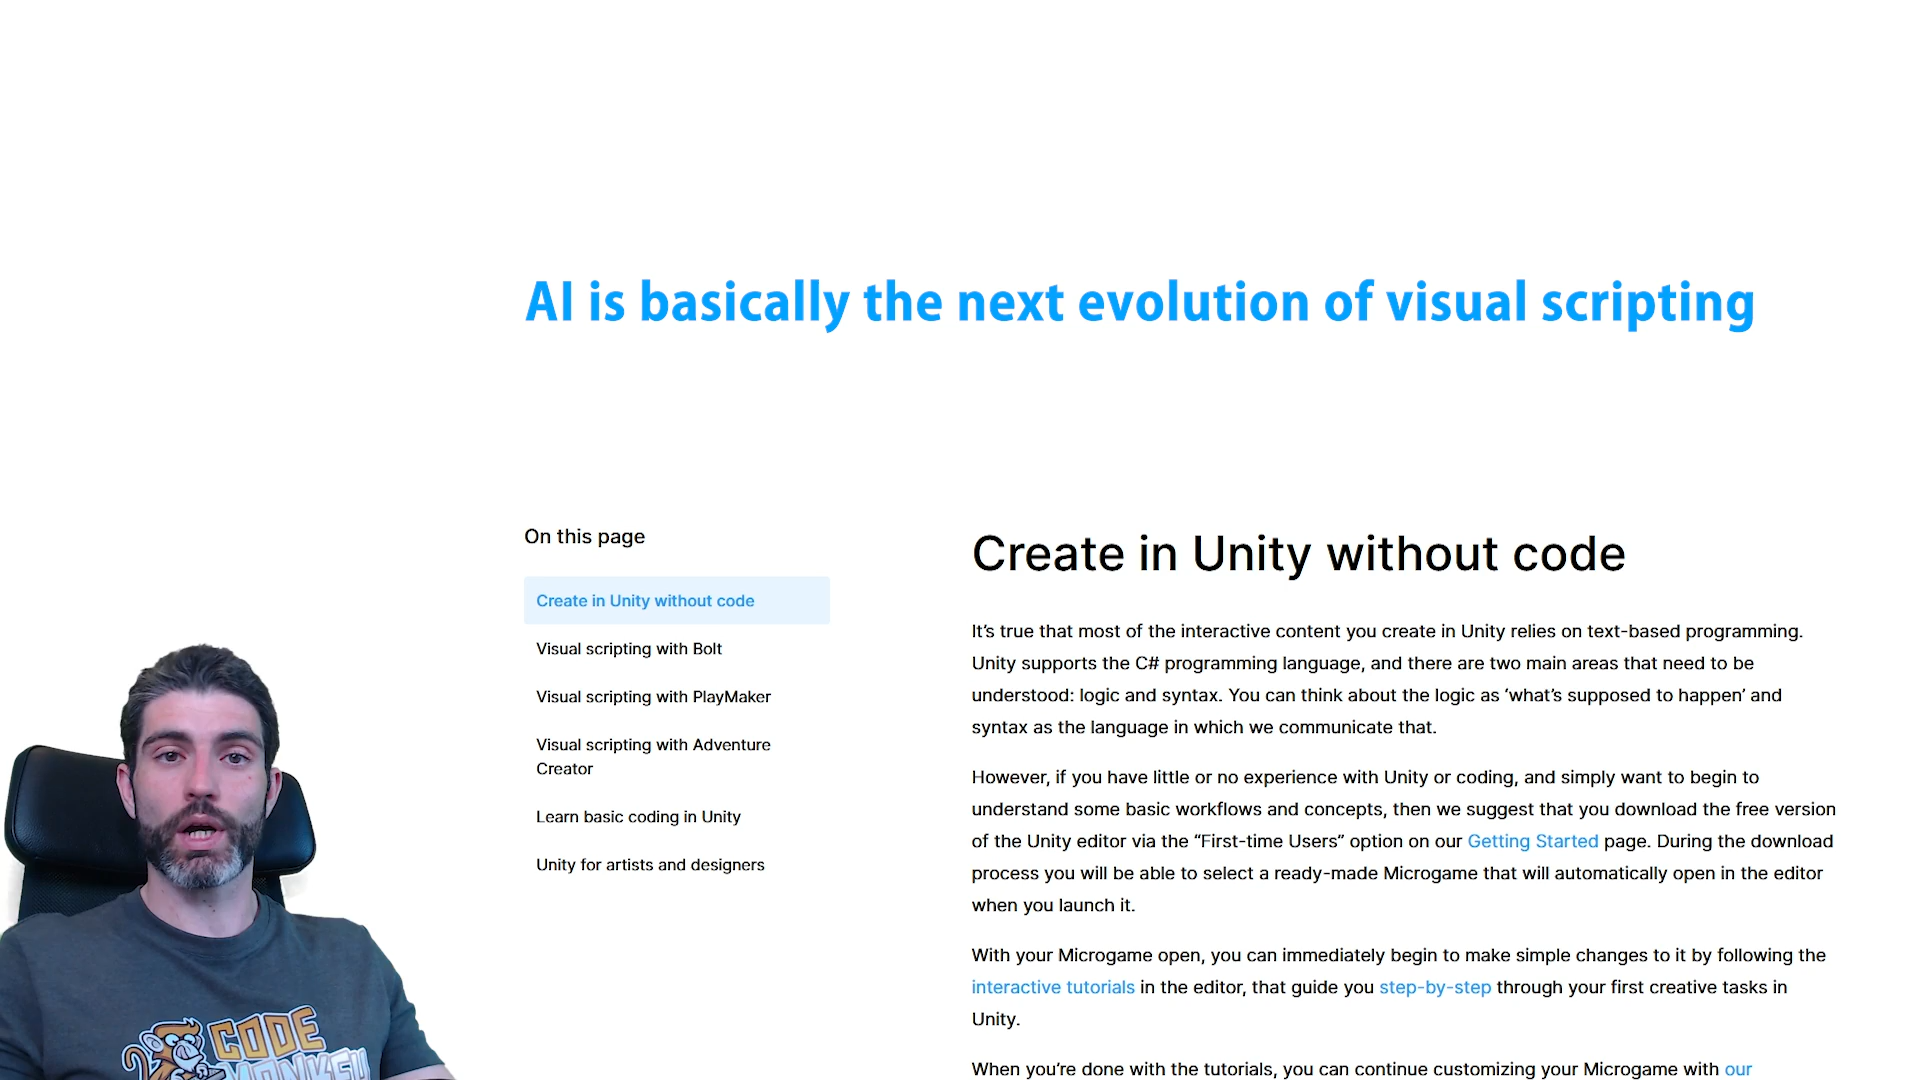 AI is basically the next evolution of visual scripting
On this page
Create in Unity without code
Visual scripting with Bolt
Visual scripting with PlayMaker
Visual scripting with Adventure
Creator
Learn basic coding in Unity
Unity for artists and designers
Create in Unity without code
It’s true that most of the interactive content you create in Unity relies on text-based programming.
Unity supports the C# programming language, and there are two main areas that need to be
understood: logic and syntax. You can think about the logic as ‘what’s supposed to happen’ and
syntax as the language in which we communicate that.
However, if you have little or no experience with Unity or coding, and simply want to begin to
understand some basic workflows and concepts, then we suggest that you download the free version
of the Unity editor via the “First-time Users” option on our Getting Started page. During the download
process you will be able to select a ready-made Microgame that will automatically open in the editor
when you launch it.
With your Microgame open, you can immediately begin to make simple changes to it by following the
interactive tutorials in the editor, that guide you step-by-step through your first creative tasks in
Unity.
When you’re done with the tutorials, you can continue customizing your Microgame with our
CODE
MONKEY